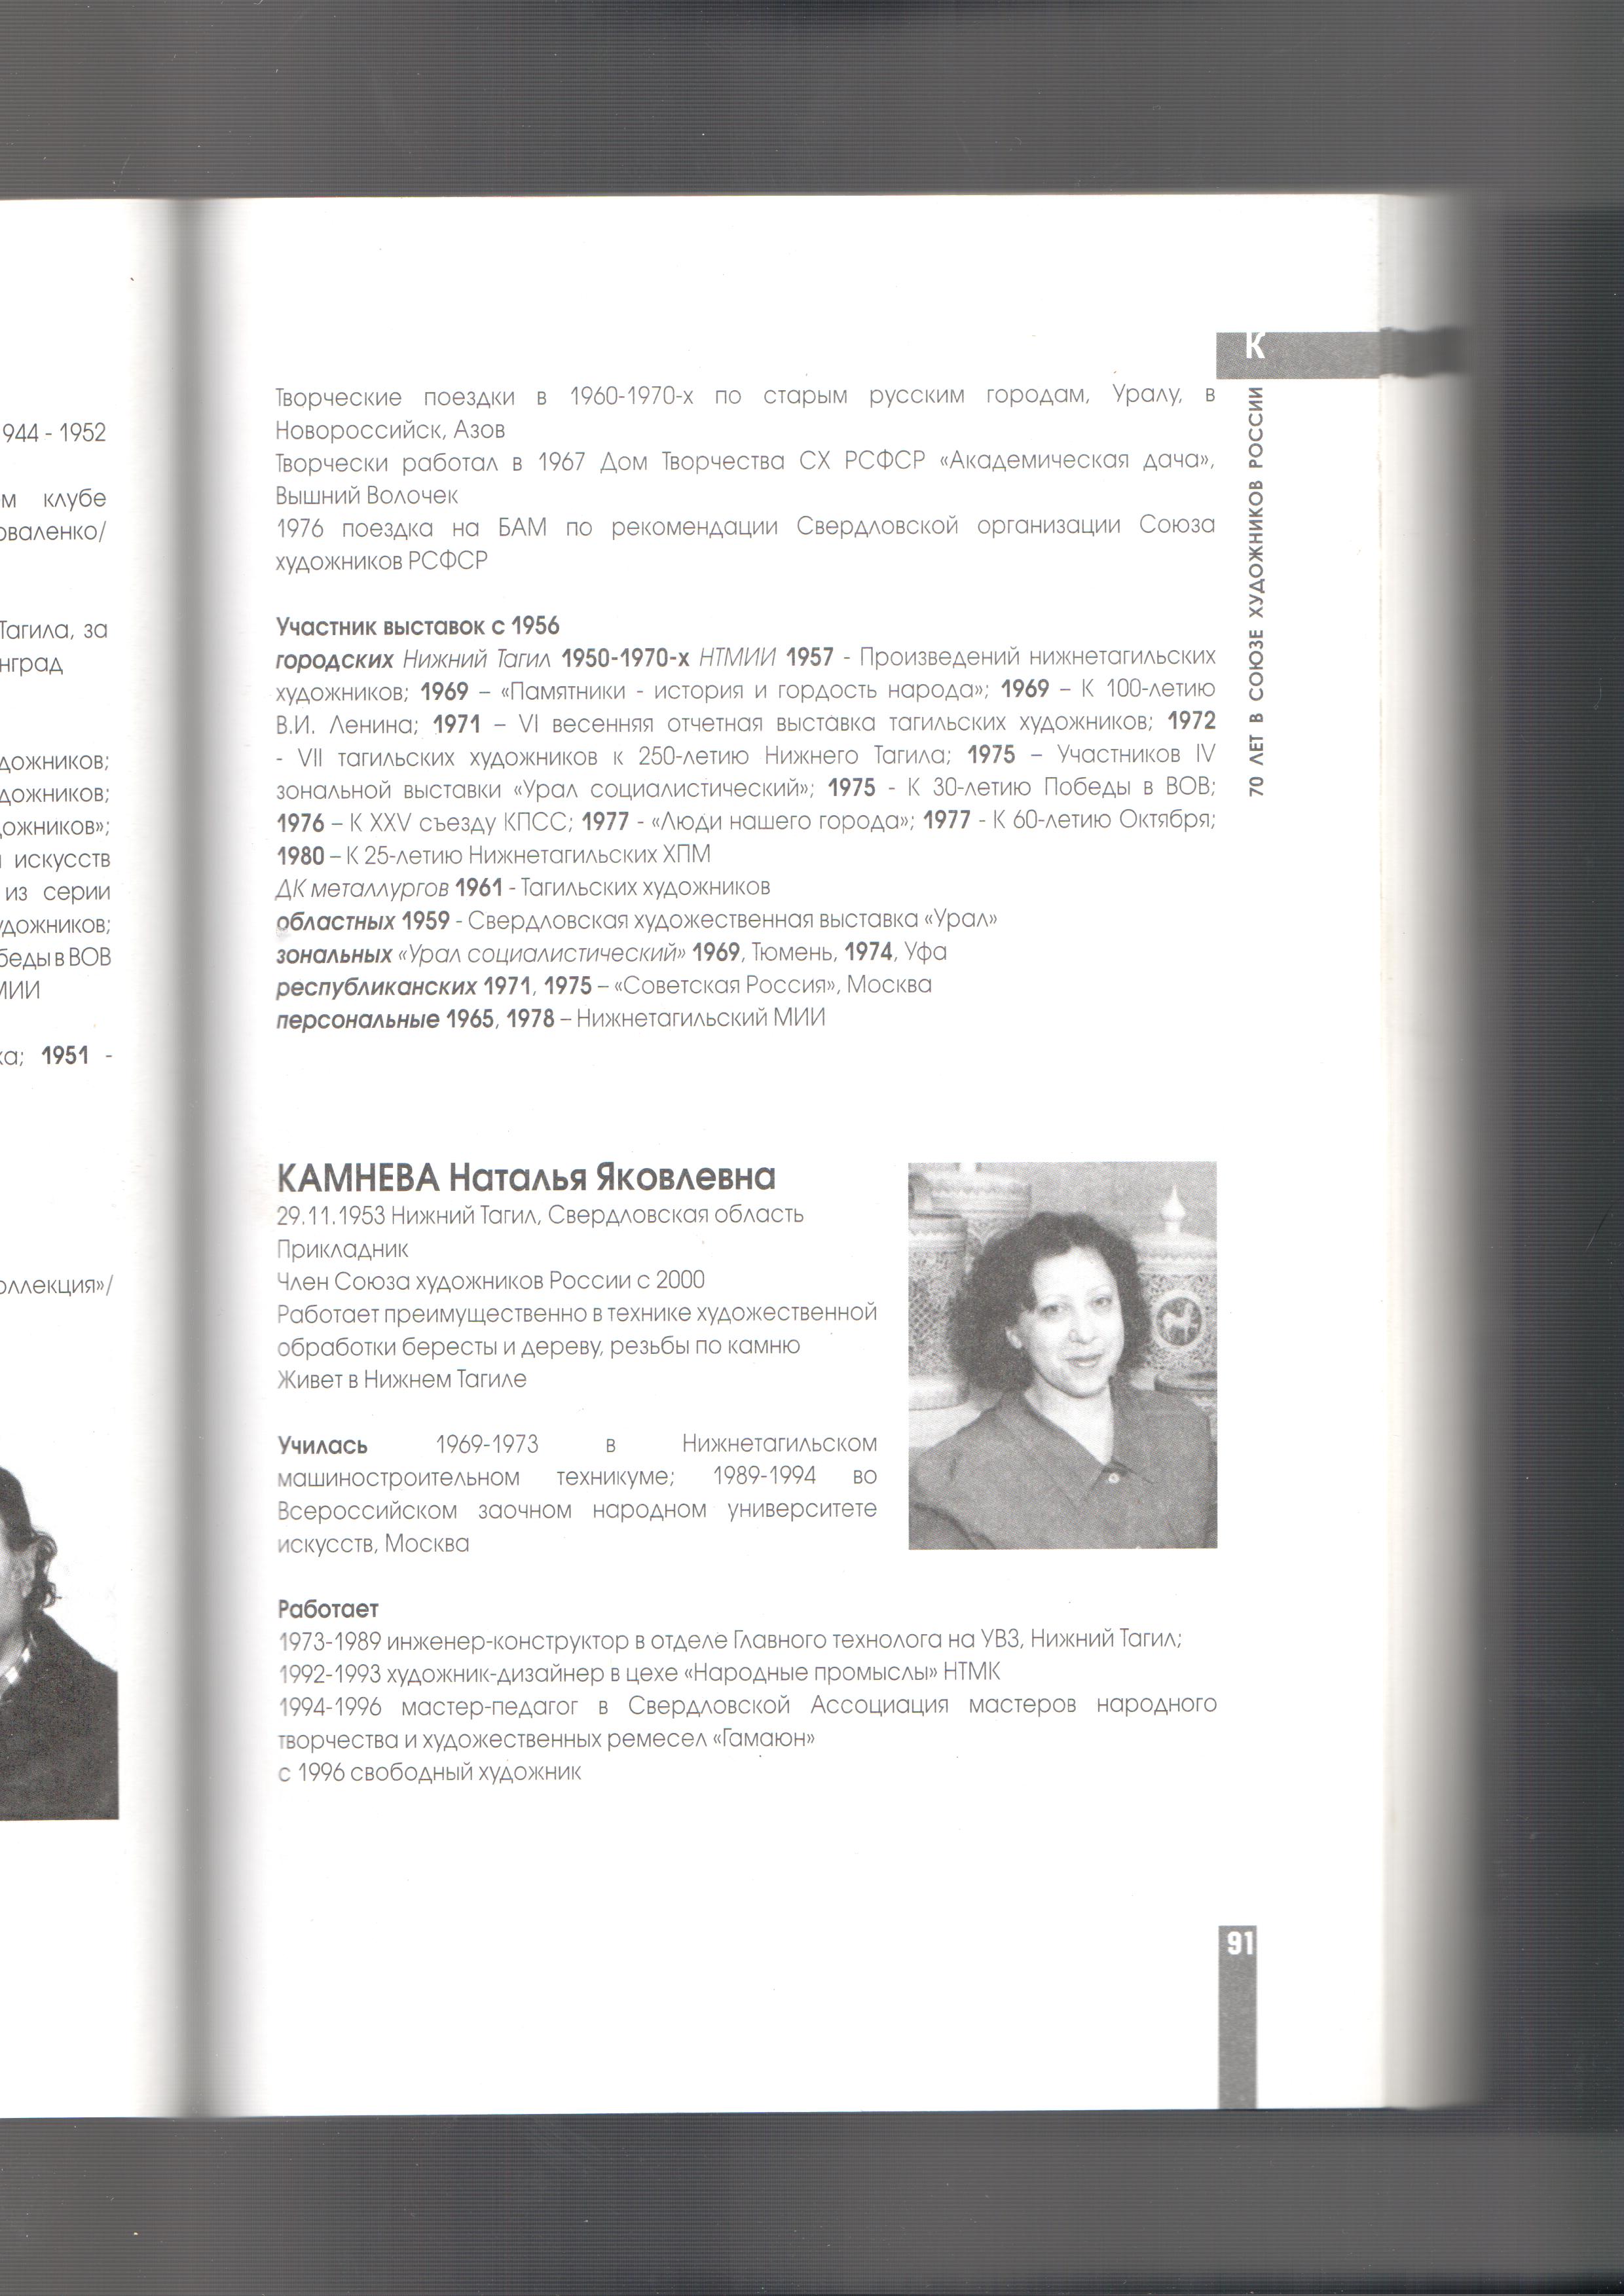 944 - 1952
м клубе
оваленко/
Тагила, за
нград
дожников;
дожников;
ожников»;
искусств
из серии
удожников;
беды в ВОВ
МИИ
ка; 1951 -
оллекция»/
К
70 ЛЕТ В СОЮЗЕ ХУДОЖНИКОВ РОССИИ
Творческие поездки в 1960-1970-х по старым русским городам, Уралу, в
Новороссийск, Азов
Творчески работал в 1967 Дом Творчества СХ РСФСР «Академическая дача»,
Вышний Волочек
1976 поездка на БАМ по рекомендации Свердловской организации Союза
художников РСФСР
Участник выставок с 1956
городских Нижний Тагил 1950-1970-х НТМИИ 1957 - Произведений нижнетагильских
художников; 1969 – «Памятники - история и гордость народа»; 1969 – К 100-летию
В.И. Ленина; 1971 – VI весенняя отчетная выставка тагильских художников; 1972
- VII тагильских художников к 250-летию Нижнего Тагила; 1975 – Участников IV
зональной выставки «Урал социалистический»; 1975 - К 30-летию Победы в ВОВ;
1976 – К XXV съезду КПСС; 1977 - «Люди нашего города»; 1977 - К 60-летию Октября;
1980 – К 25-летию Нижнетагильских ХПМ
ДК металлургов 1961 - Тагильских художников
областных 1959 - Свердловская художественная выставка «Урал»
зональных «Урал социалистический» 1969, Тюмень, 1974, Уфа
республиканских 1971, 1975 – «Советская Россия», Москва
персональные 1965, 1978 – Нижнетагильский МИИ
КАМНЕВА Наталья Яковлевна
29.11.1953 Нижний Тагил, Свердловская область
Прикладник
Член Союза художников России с 2000
Работает преимущественно в технике художественной
обработки бересты и дереву, резьбы по камню
Живет в Нижнем Тагиле
Училась 1969-1973 в Нижнетагильском
машиностроительном техникуме; 1989-1994 во
Всероссийском заочном народном университете
искусств, Москва
Работает
1973-1989 инженер-конструктор в отделе Главного технолога на УВЗ, Нижний Тагил;
1992-1993 художник-дизайнер в цехе «Народные промыслы» НТМК
1994-1996 мастер-педагог в Свердловской Ассоциация мастеров народного
творчества и художественных ремесел «Гамаюн»
с 1996 свободный художник
91